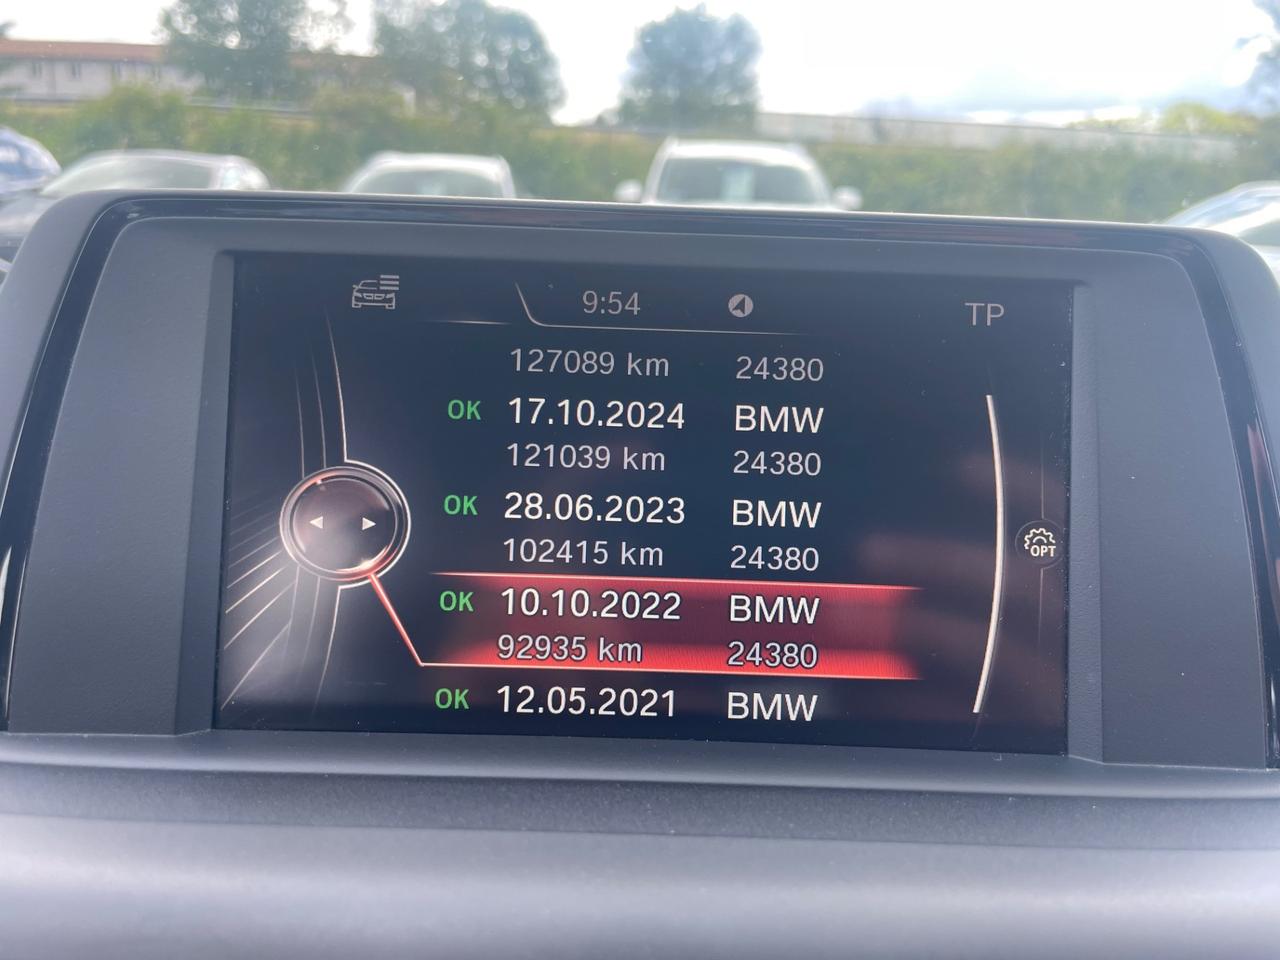 9:54
TP
127089 km 24380
OK 17.10.2024 BMW
121039 km 24380
OK 28.06.2023 BMW
102415 km 24380
OPT
OK 10.10.2022 BMW
92935 km 24380
OK 12.05.2021 BMW